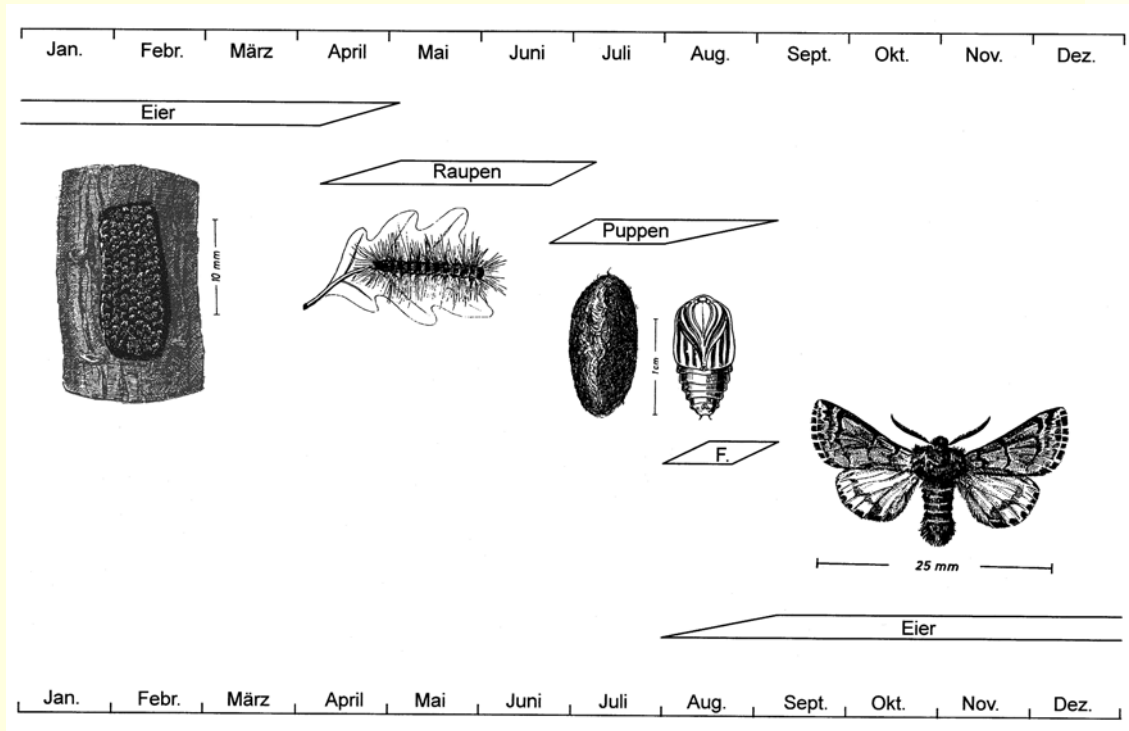 Jan. Febr. März April Mai Juni Juli Aug. Sept. Okt. Nov. Dez.
Eier
Raupen
Puppen
10 mm
1 cm
F.
25 mm
Eier
Jan. Febr. März April Mai Juni Juli Aug. Sept. Okt. Nov. Dez.